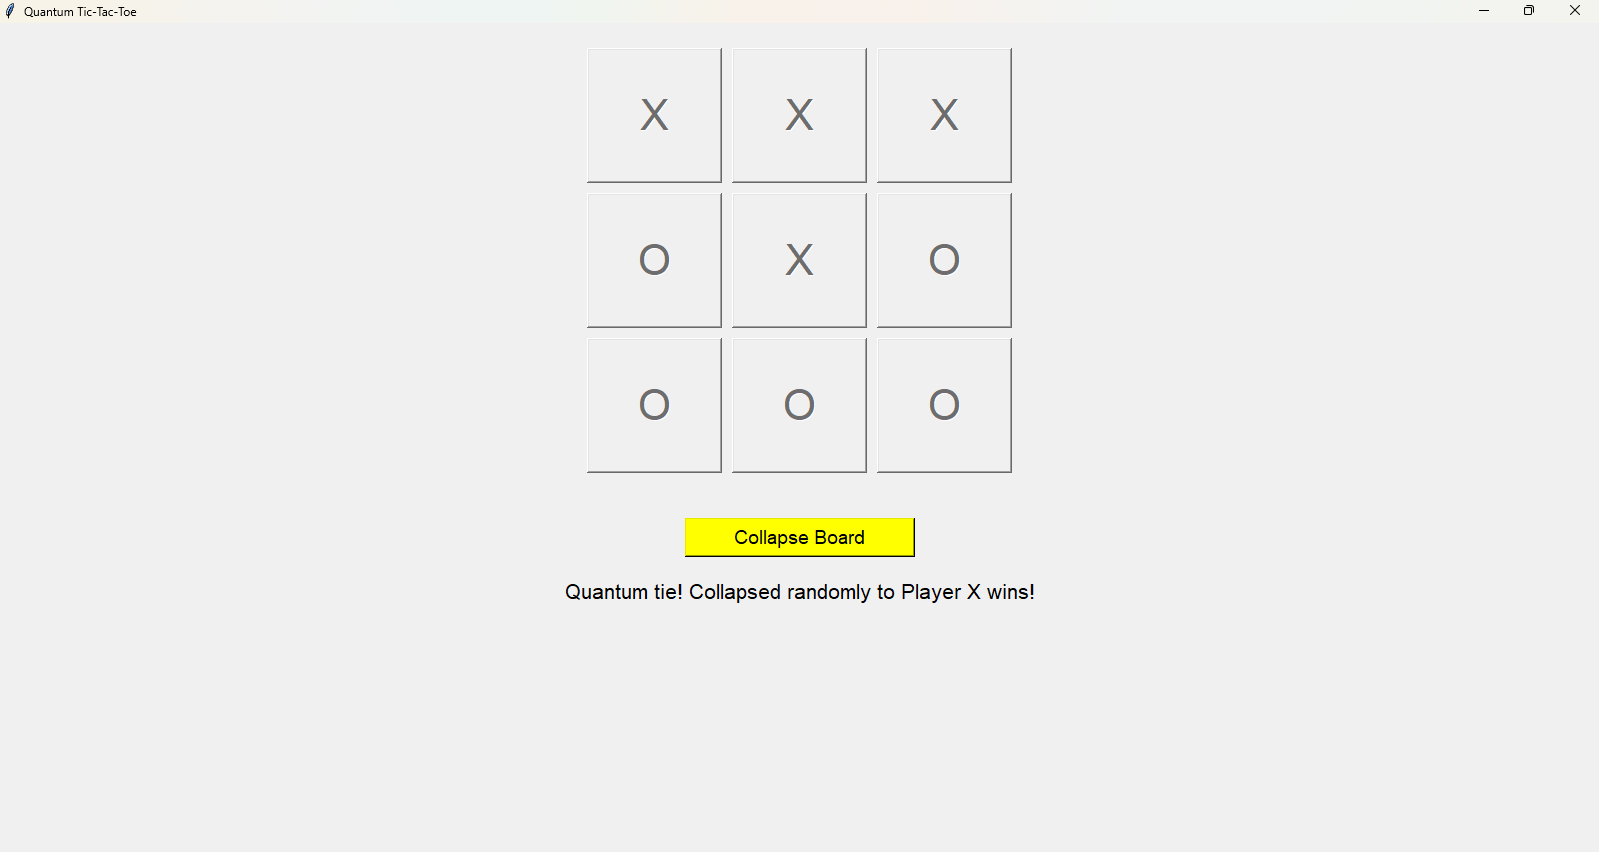 Quantum Tic-Tac-Toe
X X X
O X O
O O O
Collapse Board
Quantum tie! Collapsed randomly to Player X wins!